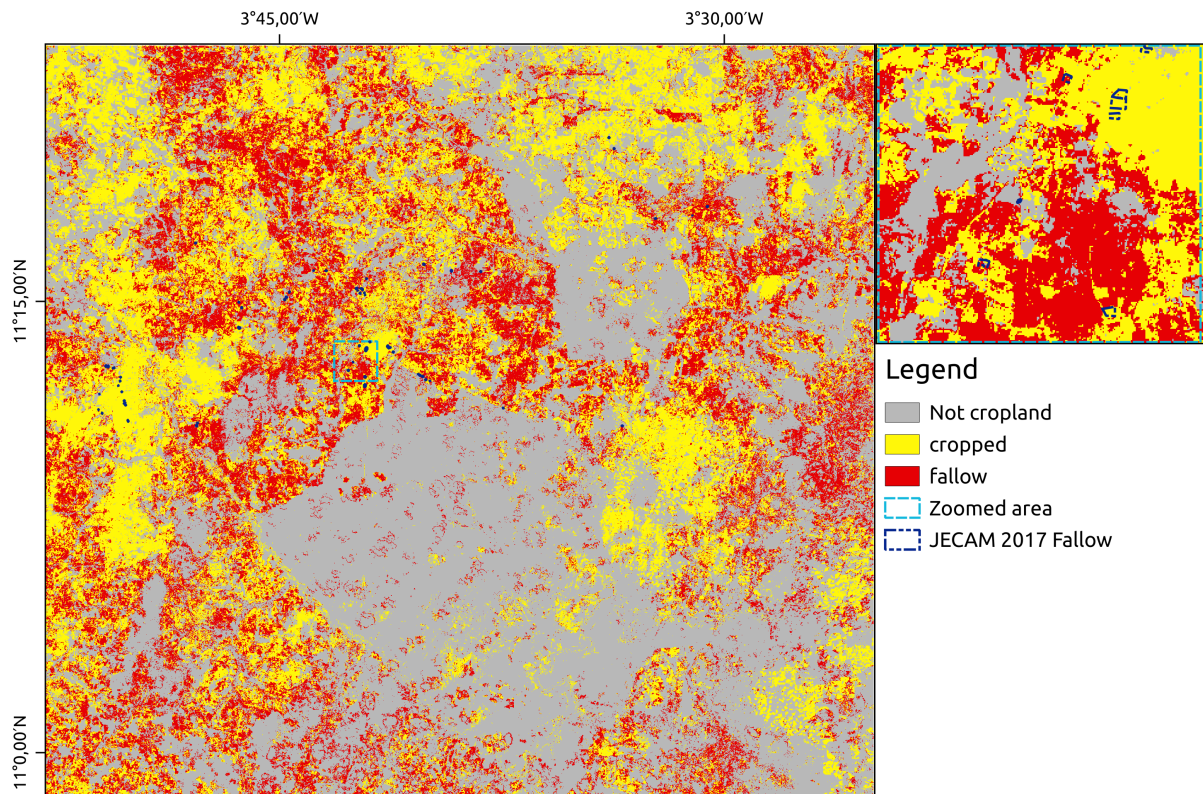 3°45,00′W
3°30,00′W
11°15,00′N
11°0,00′N
Legend
Not cropland
cropped
fallow
Zoomed area
JECAM 2017 Fallow